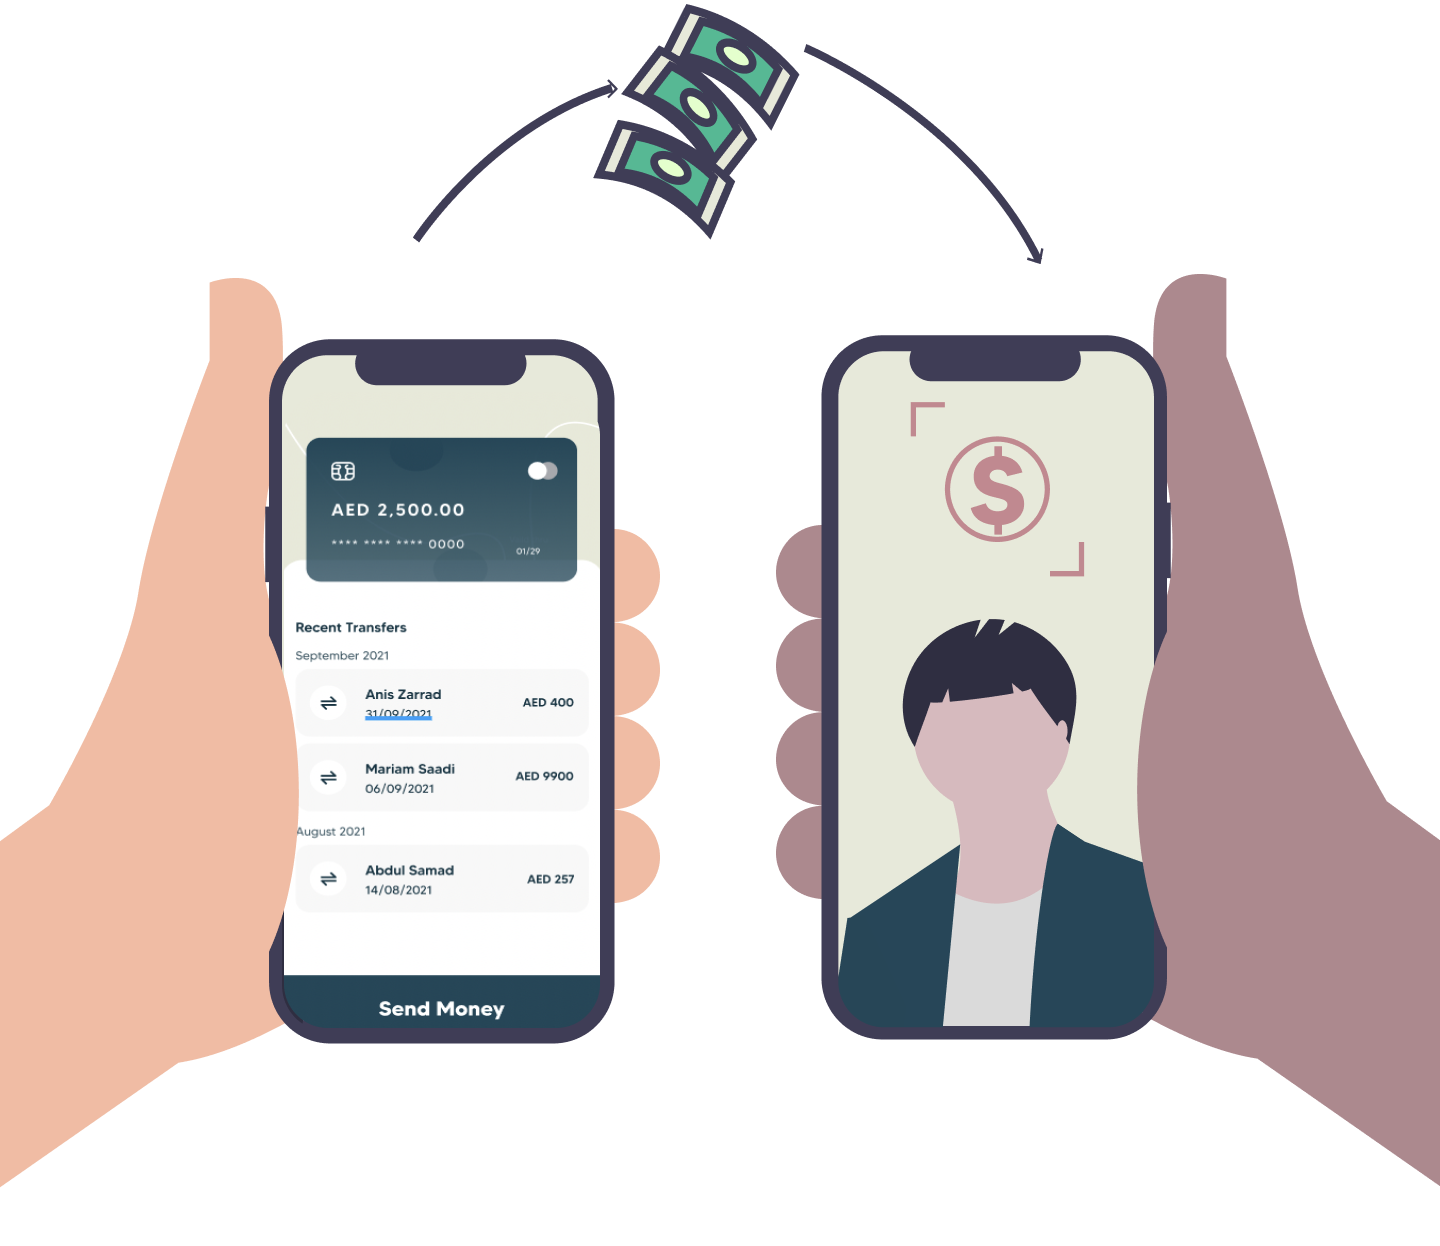 AED 2,500.00
**** **** **** 0000
01/29
Recent Transfers
September 2021
Anis Zarrad
AED 400
31/09/2021
Mariam Saadi
AED 9900
06/09/2021
August 2021
Abdul Samad
AED 257
14/08/2021
Send Money
$